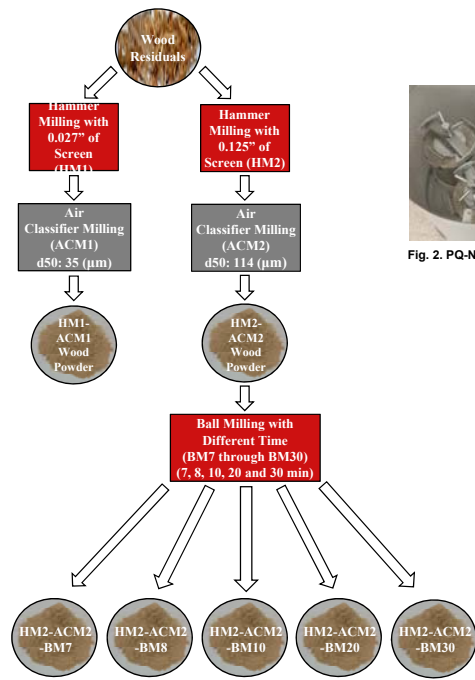 Wood
Residuals
Hammer
Milling with
0.027” of
Screen
(HM1)
Hammer
Milling with
0.125” of
Screen (HM2)
Air
Classifier Milling
(ACM1)
d50: 35 (µm)
Air
Classifier Milling
(ACM2)
d50: 114 (µm)
Fig. 2. PQ-N
HM1-
ACM1
Wood
Powder
HM2-
ACM2
Wood
Powder
Ball Milling with
Different Time
(BM7 through BM30)
(7, 8, 10, 20 and 30 min)
HM2-ACM2
-BM7
HM2-ACM2
-BM8
HM2-ACM2
-BM10
HM2-ACM2
-BM20
HM2-ACM2
-BM30